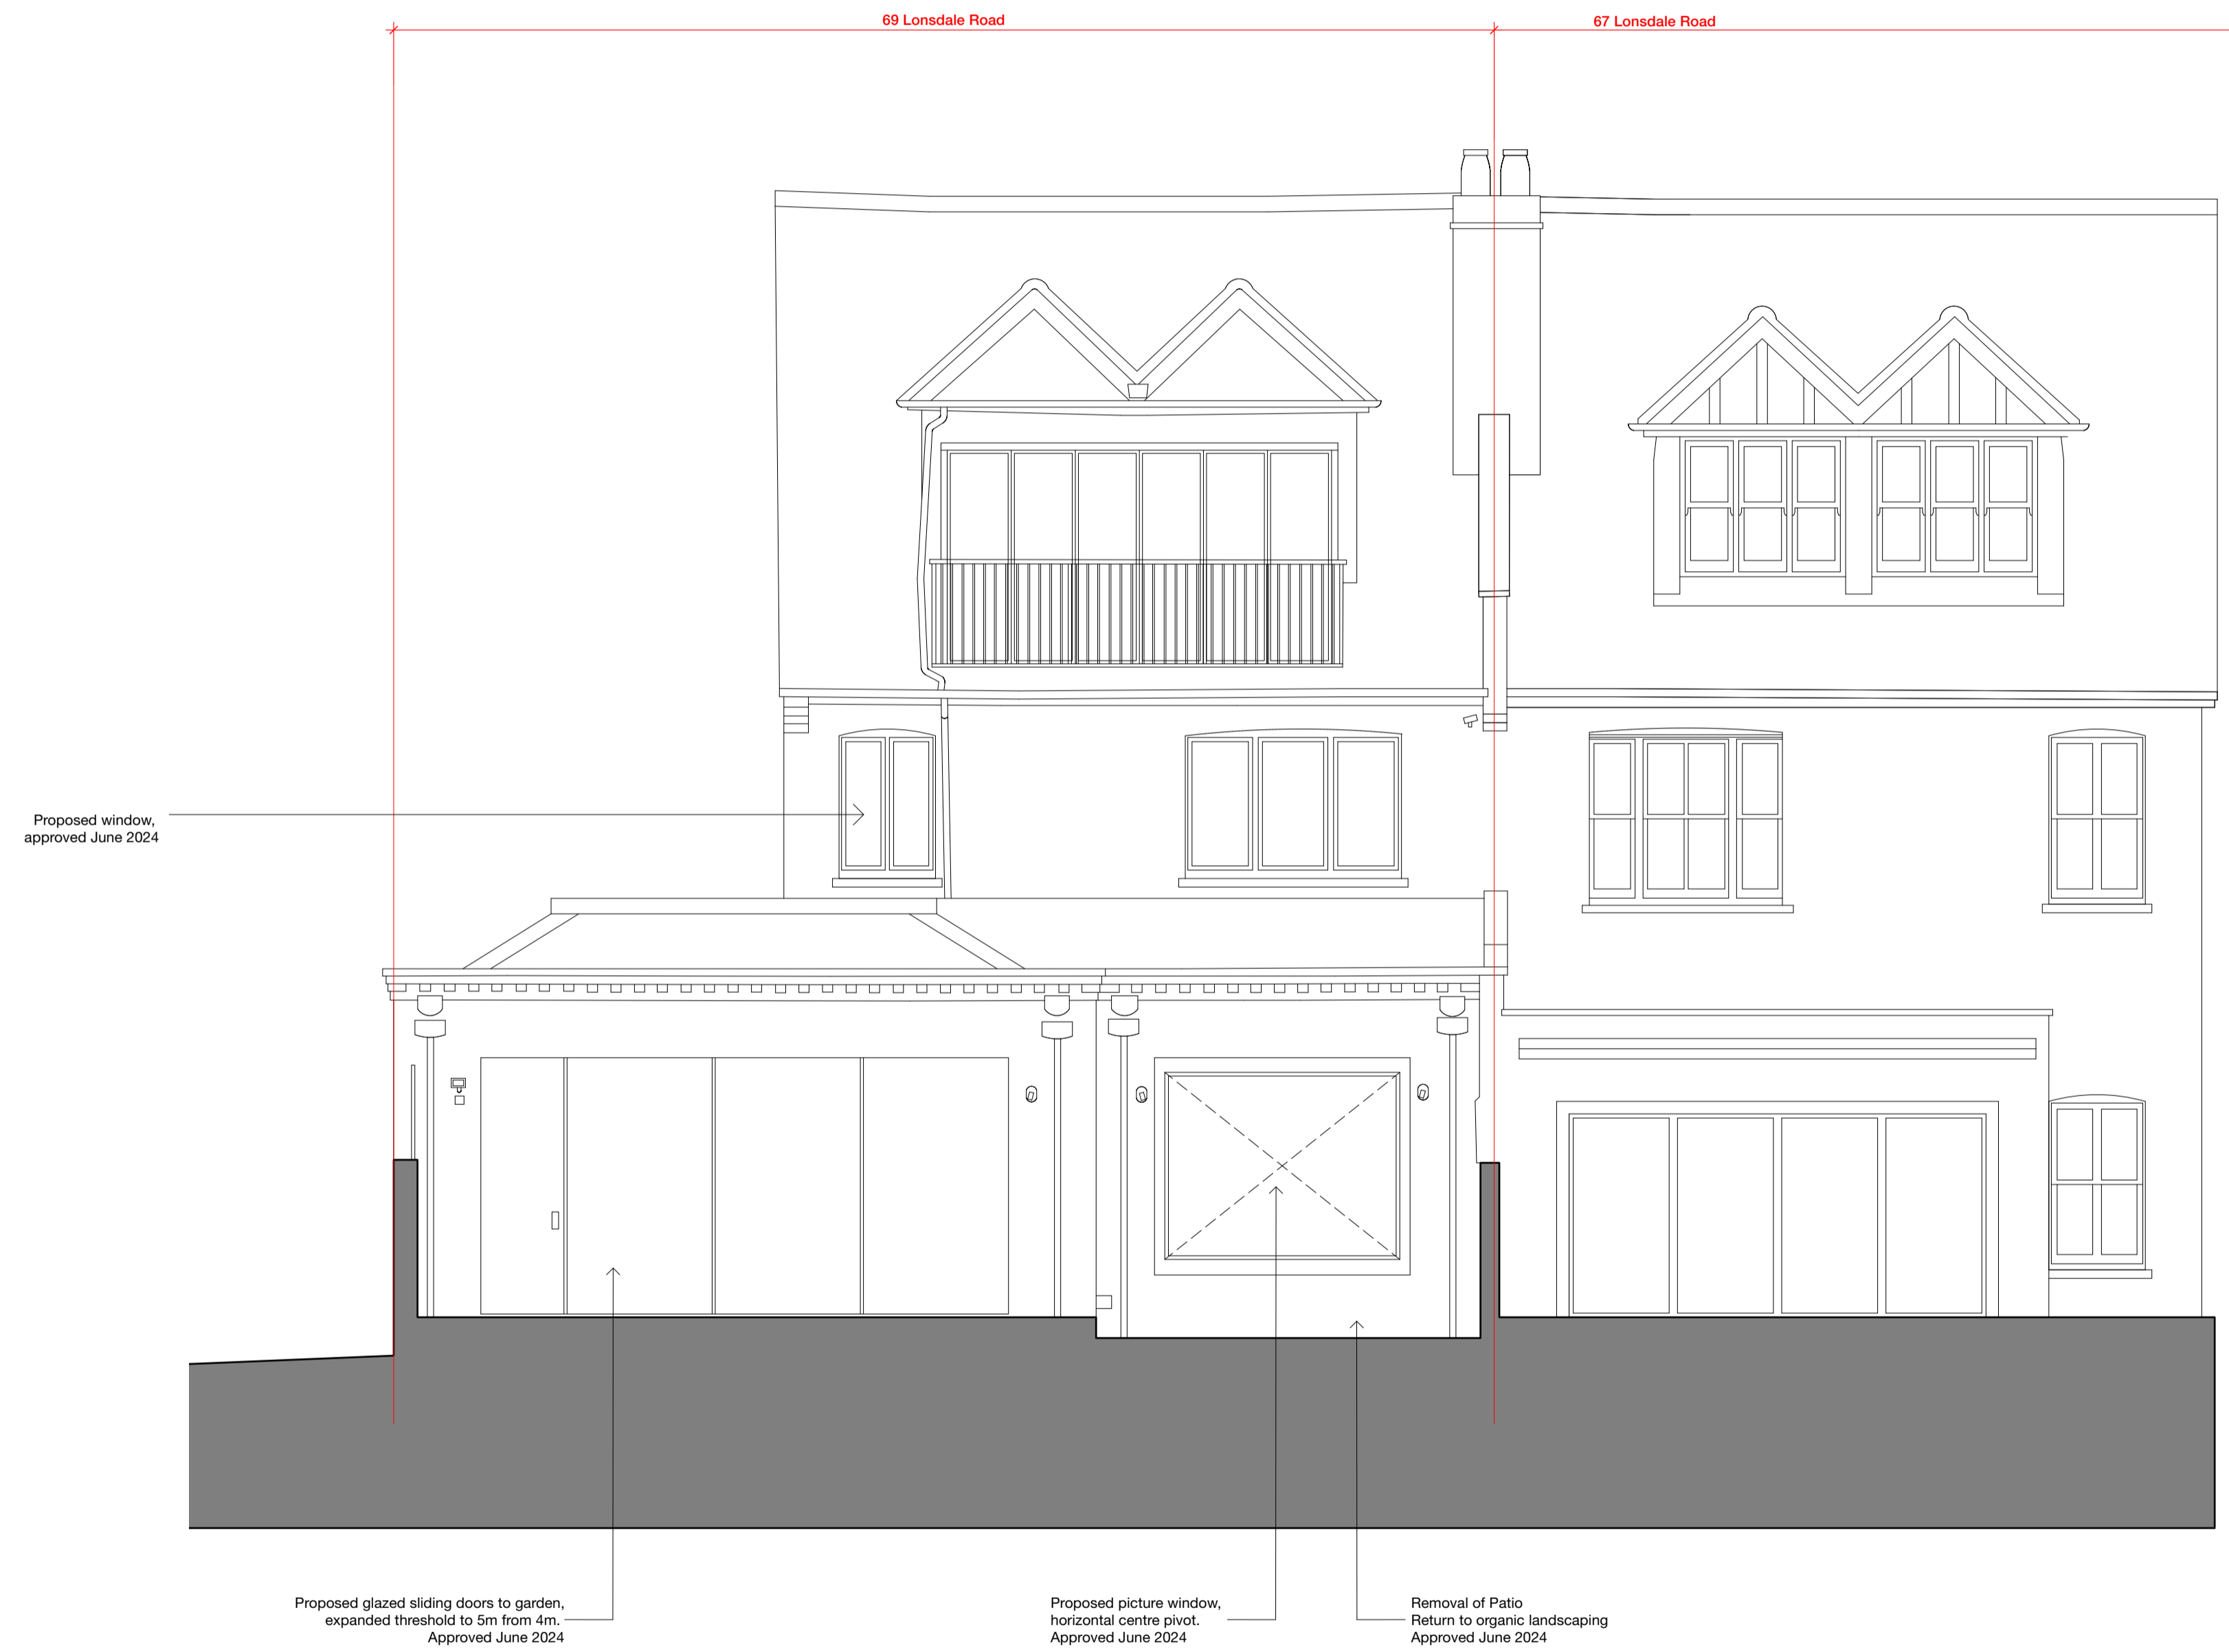 69 Lonsdale Road
67 Lonsdale Road
Proposed window,
approved June 2024
Proposed glazed sliding doors to garden,
expanded threshold to 5m from 4m.
Approved June 2024
Proposed picture window,
horizontal centre pivot.
Approved June 2024
Removal of Patio
Return to organic landscaping
Approved June 2024